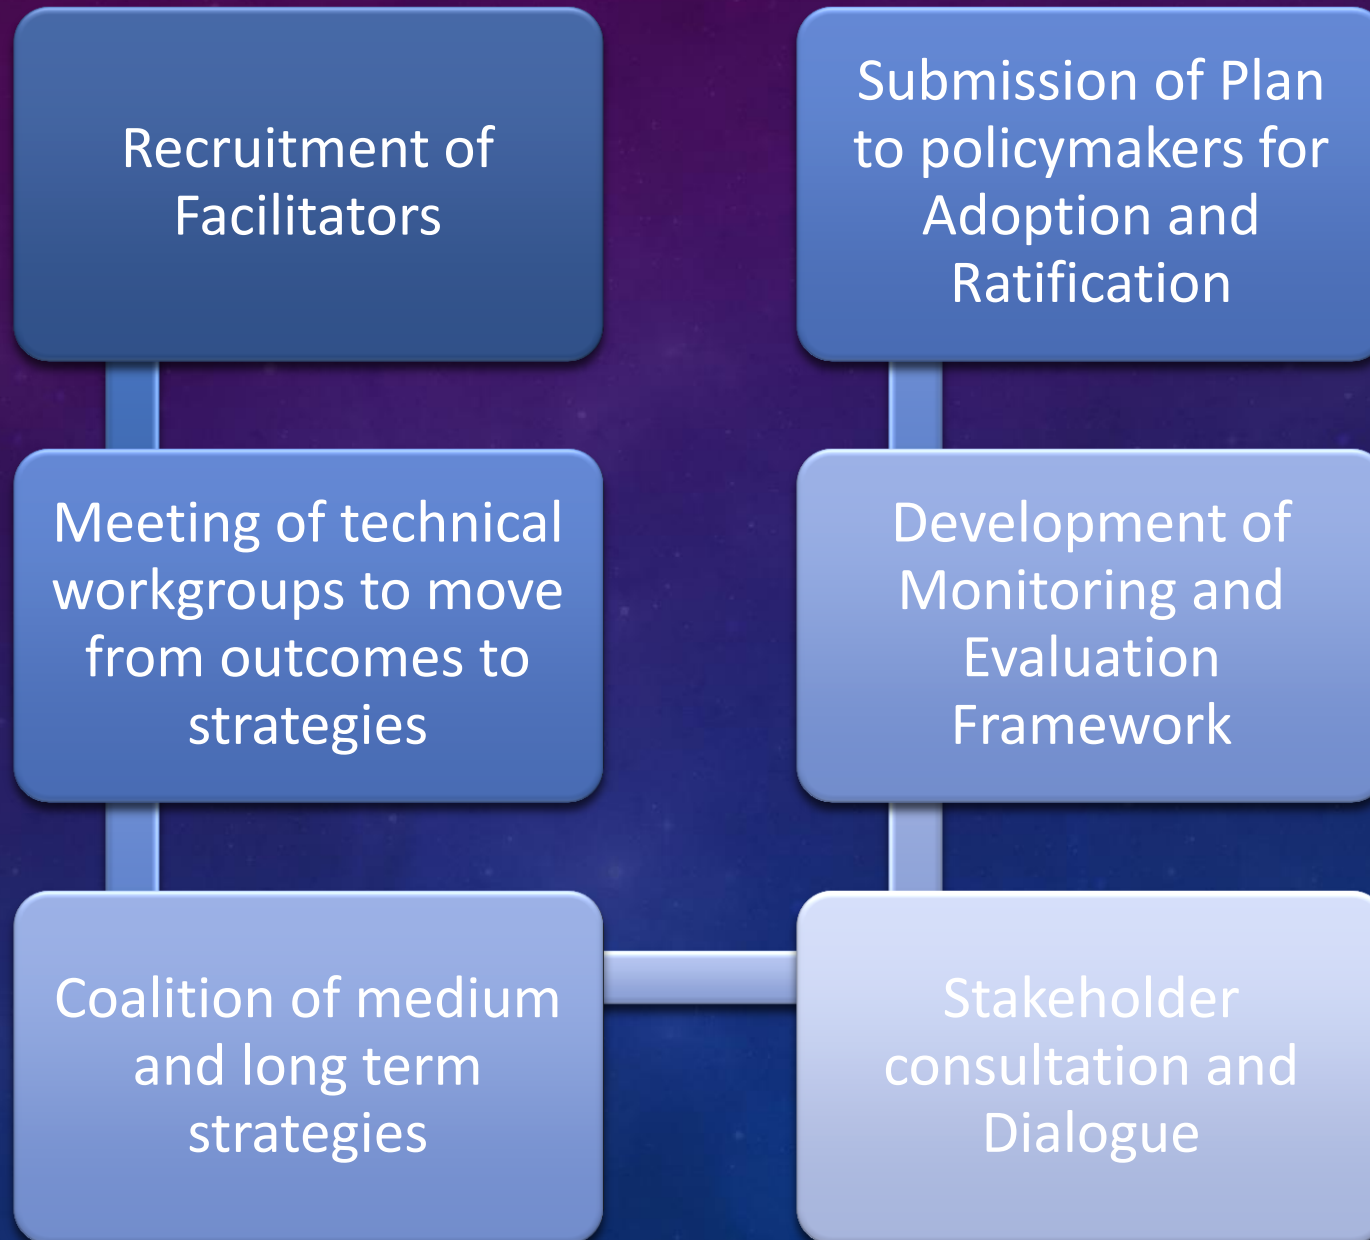 Recruitment of
Facilitators
Meeting of technical
workgroups to move
from outcomes to
strategies
Coalition of medium
and long term
strategies
Stakeholder
consultation and
Dialogue
Development of
Monitoring and
Evaluation
Framework
Submission of Plan
to policymakers for
Adoption and
Ratification